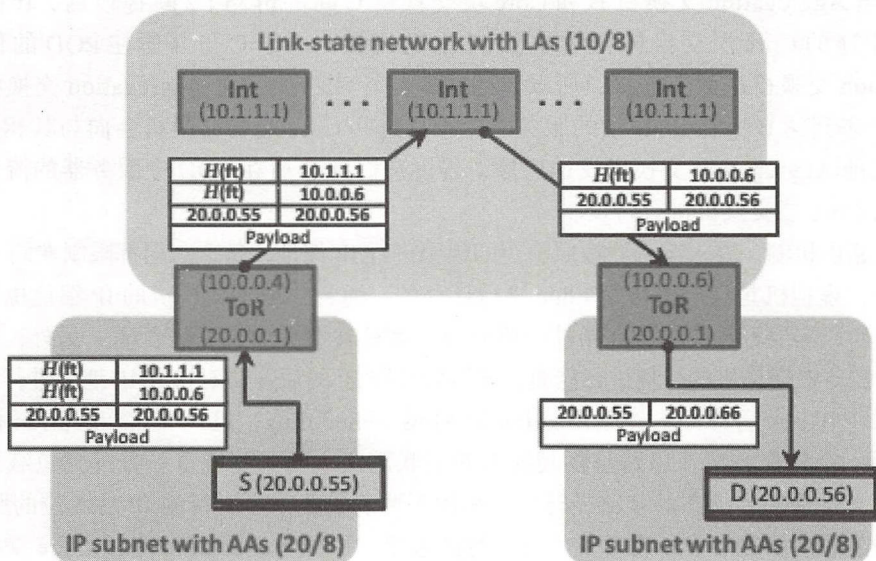 Link-state network with LAs (10/8)
Int
(10.1.1.1)
. . .
Int
(10.1.1.1)
. . .
Int
(10.1.1.1)
H(ft) 10.1.1.1
H(ft) 10.0.0.6
20.0.0.55 20.0.0.56
Payload
H(ft) 10.0.0.6
20.0.0.55 20.0.0.56
Payload
(10.0.0.4)
ToR
(20.0.0.1)
(10.0.0.6)
ToR
(20.0.0.1)
H(ft) 10.1.1.1
H(ft) 10.0.0.6
20.0.0.55 20.0.0.56
Payload
20.0.0.55 20.0.0.66
Payload
S (20.0.0.55)
D (20.0.0.56)
IP subnet with AAs (20/8)
IP subnet with AAs (20/8)